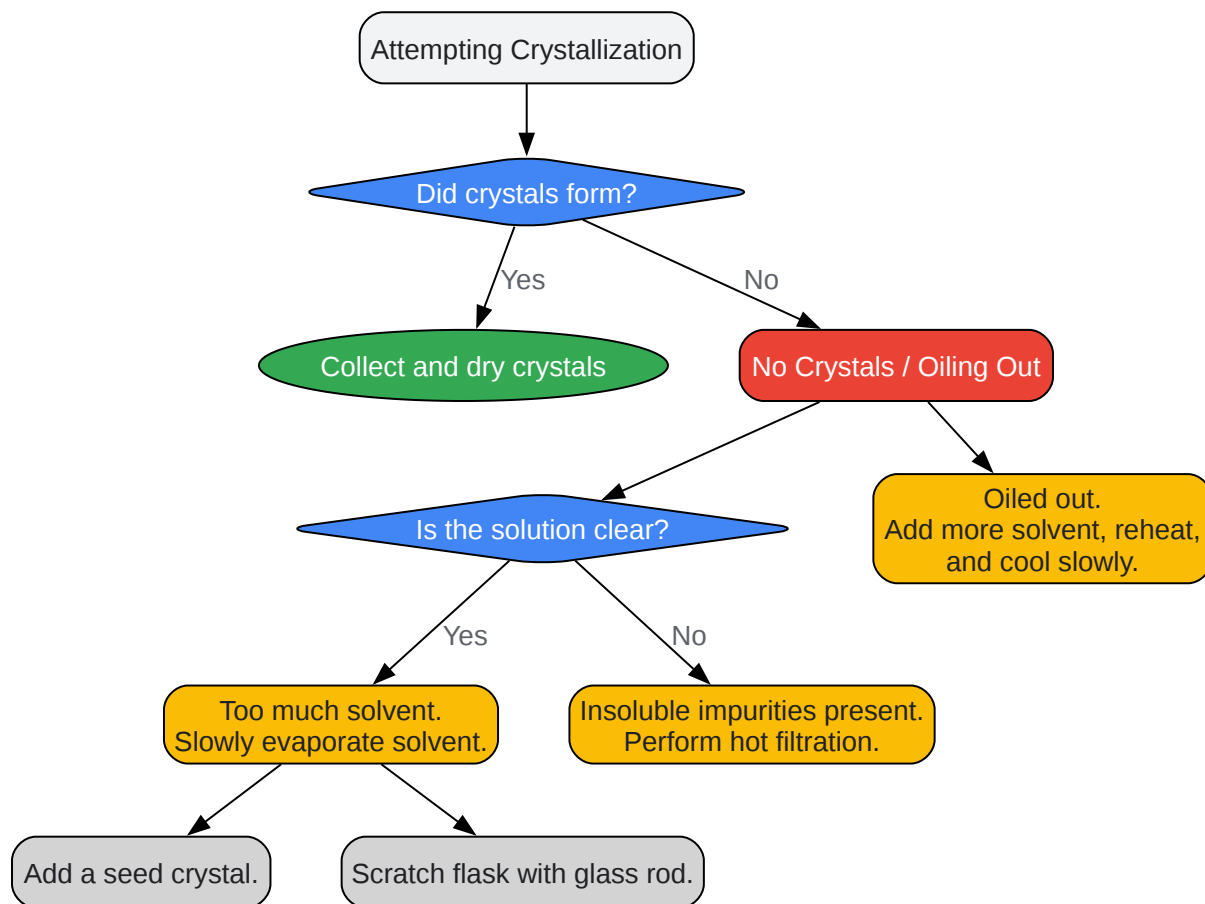 Attempting Crystallization
Did crystals form?
Yes
No
Collect and dry crystals
No Crystals / Oiling Out
Oiled out.
Add more solvent, reheat,
and cool slowly.
Is the solution clear?
Yes
No
Too much solvent.
Slowly evaporate solvent.
Insoluble impurities present.
Perform hot filtration.
Add a seed crystal.
Scratch flask with glass rod.